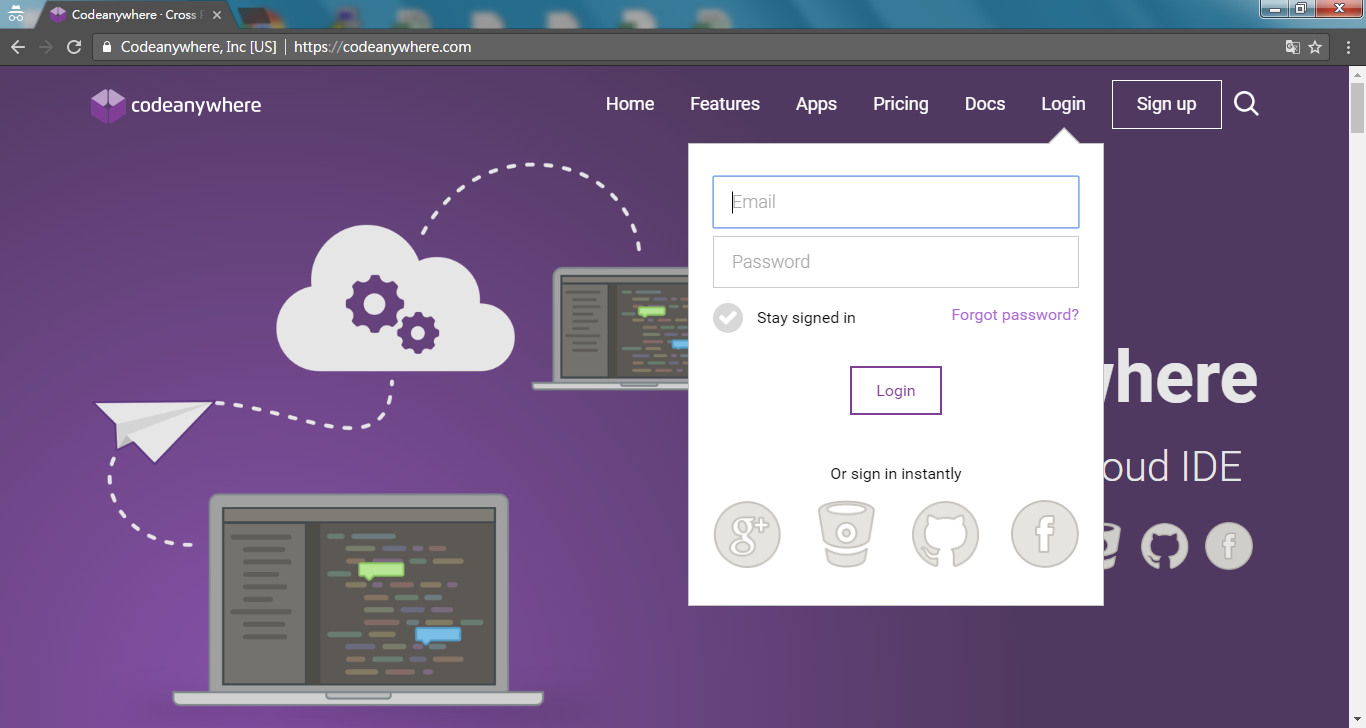 Codeanywhere · Cross
Codeanywhere, Inc [US] | https://codeanywhere.com
codeanywhere
Home Features Apps Pricing Docs Login Sign up
Email
Password
Stay signed in Forgot password?
Login
where
oud IDE
Or sign in instantly
g+ f f